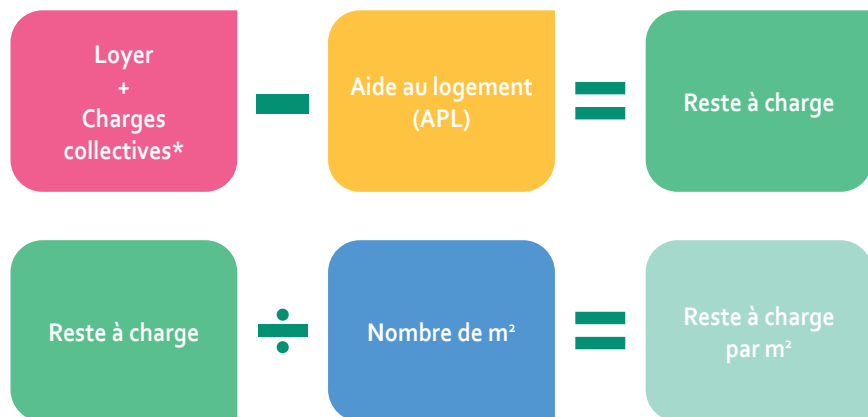 Loyer
+
Charges
collectives*
Aide au logement
(APL)
Reste à charge
Reste à charge
Nombre de m²
Reste à charge
par m²